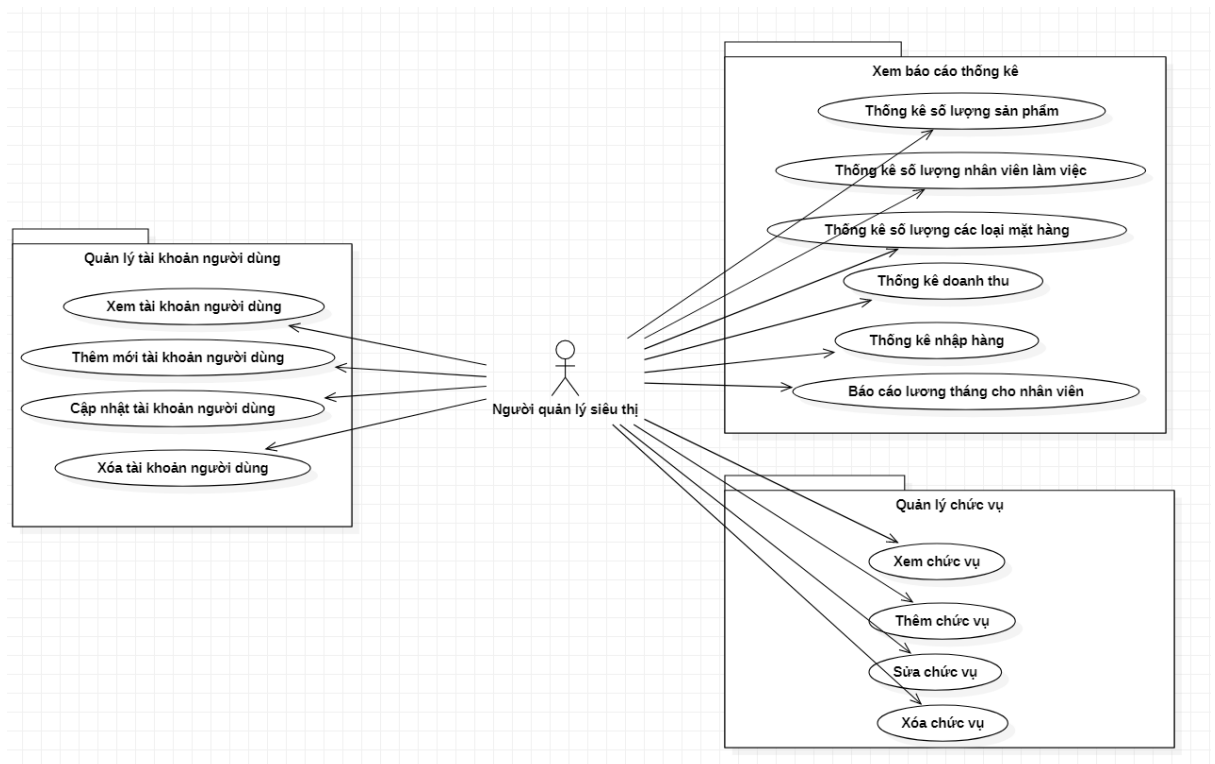 Quản lý tài khoản người dùng
Xem tài khoản người dùng
Thêm mới tài khoản người dùng
Cập nhật tài khoản người dùng
Xóa tài khoản người dùng
Người quản lý siêu thị
Xem báo cáo thống kê
Thống kê số lượng sản phẩm
Thống kê số lượng nhân viên làm việc
Thống kê số lượng các loại mặt hàng
Thống kê doanh thu
Thống kê nhập hàng
Báo cáo lương tháng cho nhân viên
Quản lý chức vụ
Xem chức vụ
Thêm chức vụ
Sửa chức vụ
Xóa chức vụ